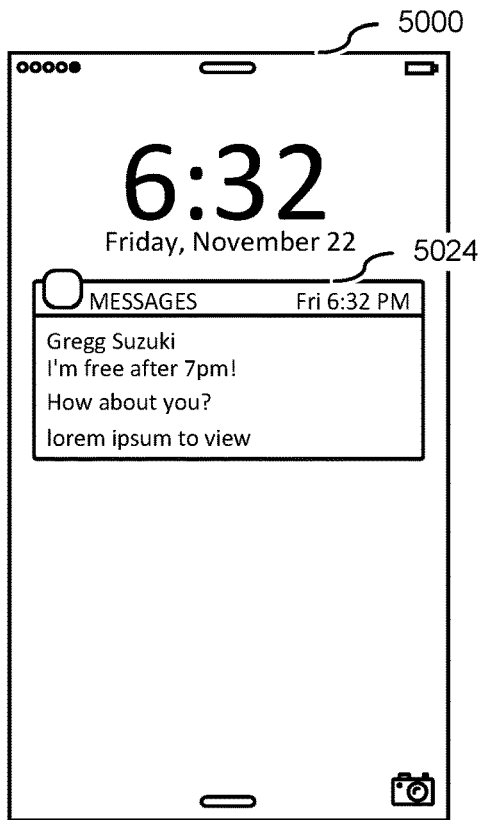 5000
6:32
Friday, November 22
5024
MESSAGES Fri 6:32 PM
Gregg Suzuki
I'm free after 7pm!
How about you?
lorem ipsum to view